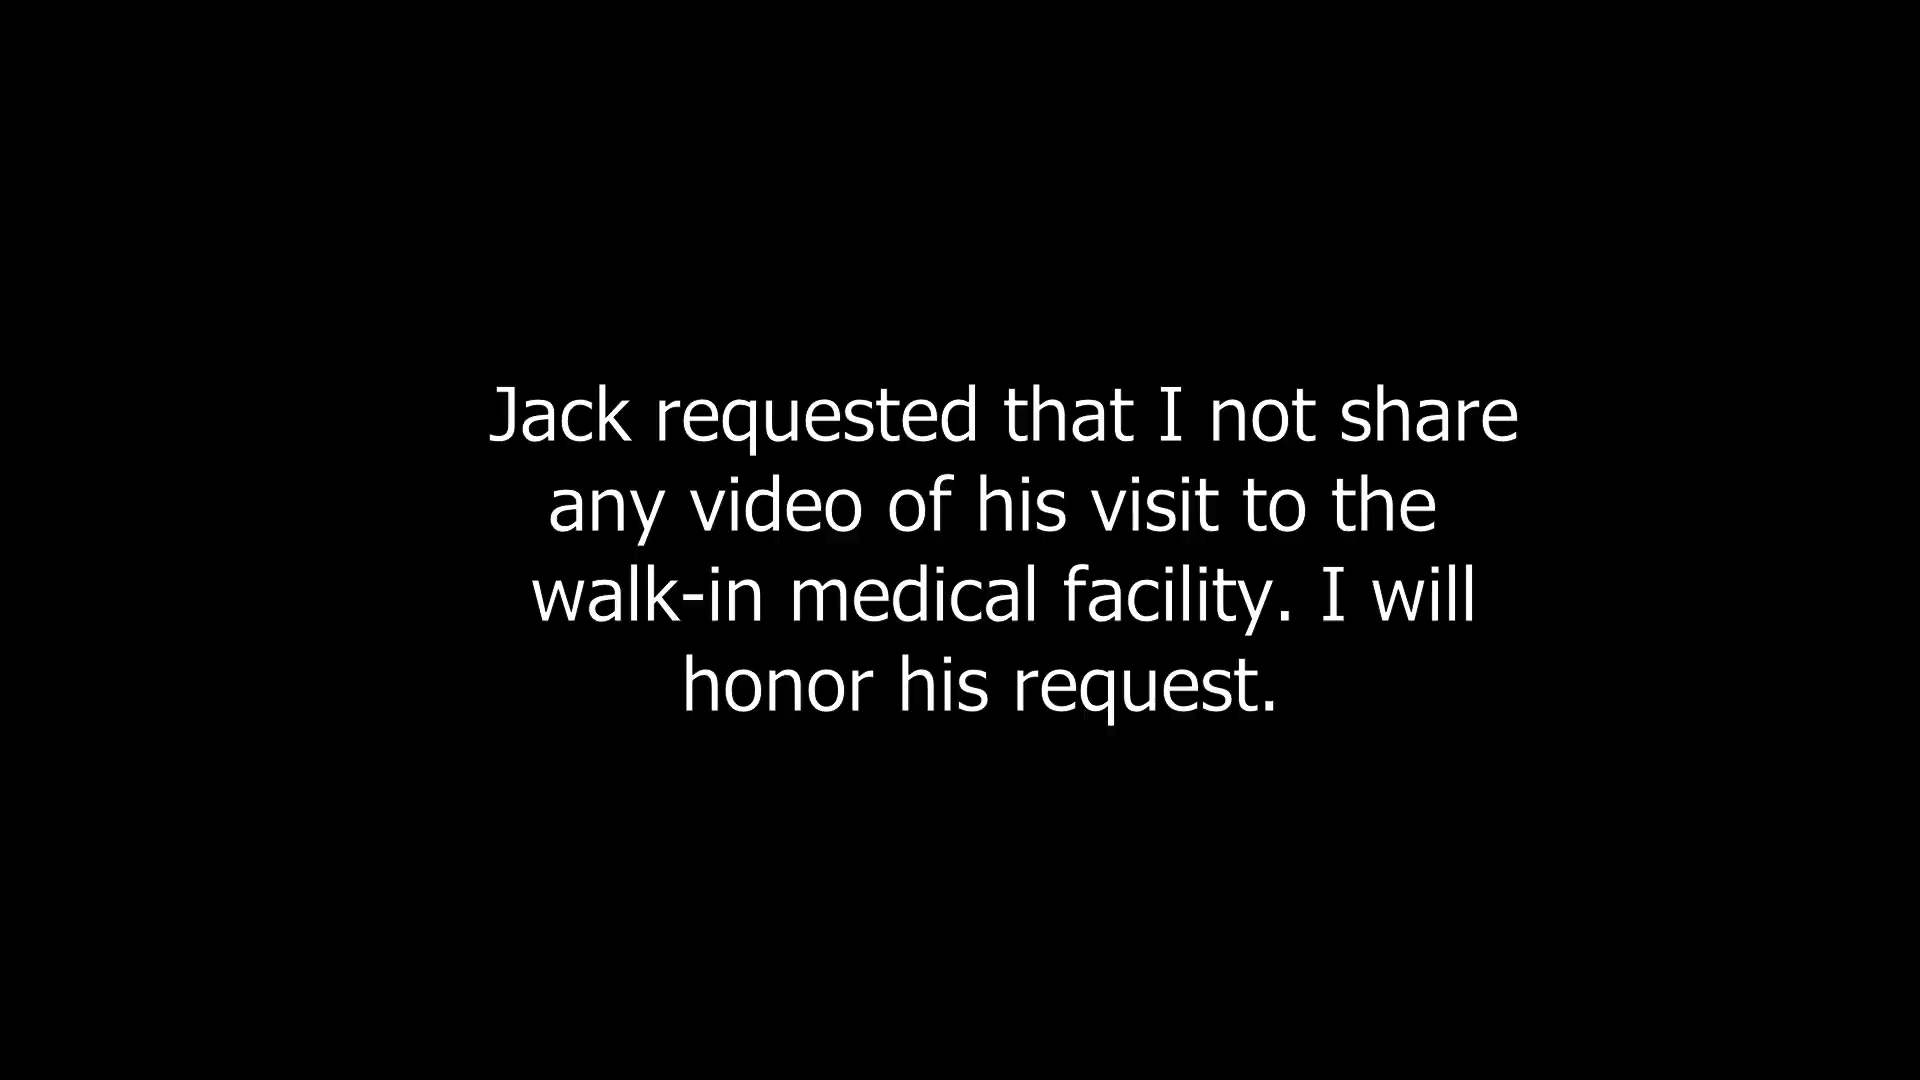 Jack requested that I not share
any video of his visit to the
walk-in medical facility. I will
honor his request.